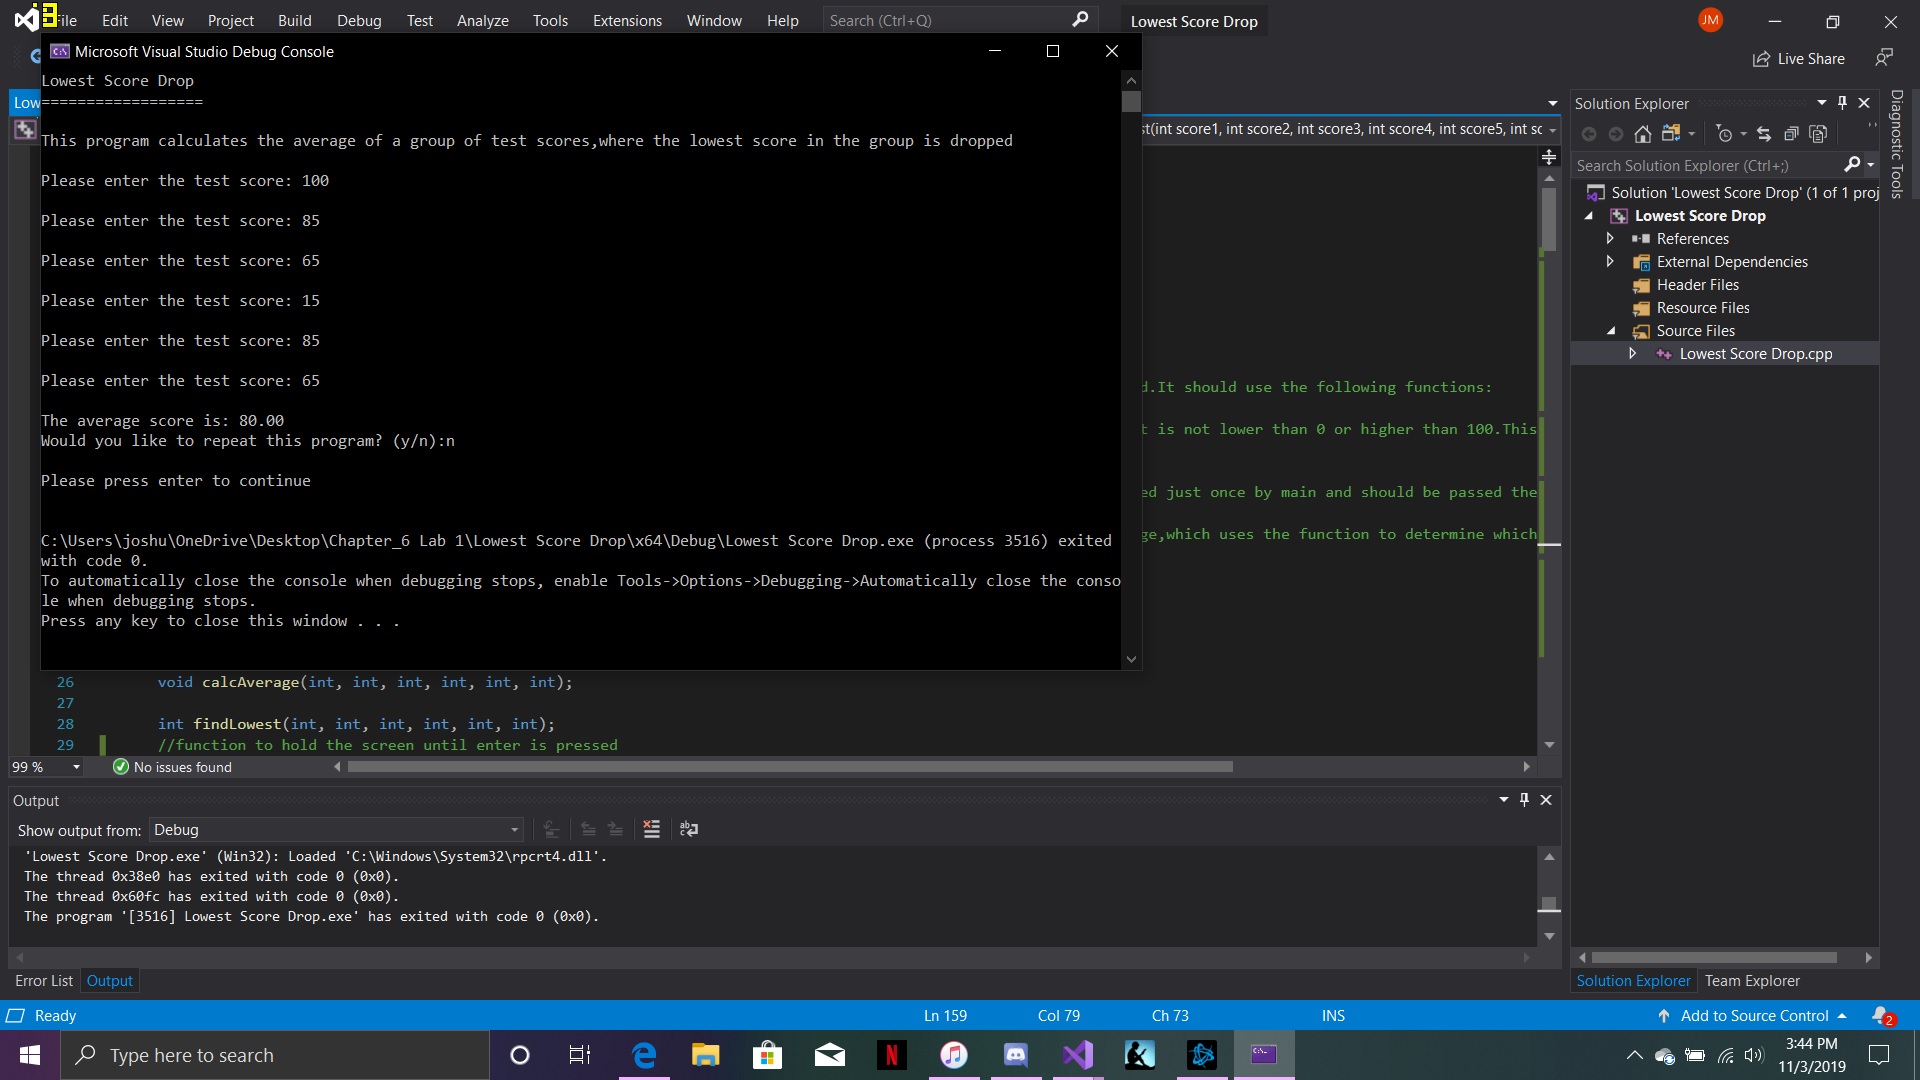 File Edit View Project Build Debug Test Analyze Tools Extensions Window Help Search (Ctrl+Q) Lowest Score Drop JM
3
Live Share
Microsoft Visual Studio Debug Console
Low
t(int score1, int score2, int score3, int score4, int score5, int sc
Lowest Score Drop
==================
This program calculates the average of a group of test scores,where the lowest score in the group is dropped
Please enter the test score: 100
Please enter the test score: 85
Please enter the test score: 65
Please enter the test score: 15
Please enter the test score: 85
Please enter the test score: 65
The average score is: 80.00
Would you like to repeat this program? (y/n):n
Please press enter to continue
C:\Users\joshu\OneDrive\Desktop\Chapter_6 Lab 1\Lowest Score Drop\x64\Debug\Lowest Score Drop.exe (process 3516) exited
with code 0.
To automatically close the console when debugging stops, enable Tools->Options->Debugging->Automatically close the conso
le when debugging stops.
Press any key to close this window . . .
d.It should use the following functions:
t is not lower than 0 or higher than 100.This
ed just once by main and should be passed the
ge,which uses the function to determine which
26 void calcAverage(int, int, int, int, int, int);
27
28 int findLowest(int, int, int, int, int, int);
29 //function to hold the screen until enter is pressed
99 % No issues found
Output
Show output from: Debug
'Lowest Score Drop.exe' (Win32): Loaded 'C:\Windows\System32\rpcrt4.dll'.
The thread 0x38e0 has exited with code 0 (0x0).
The thread 0x60fc has exited with code 0 (0x0).
The program '[3516] Lowest Score Drop.exe' has exited with code 0 (0x0).
Error List Output
Solution Explorer
Search Solution Explorer (Ctrl+;)
Solution 'Lowest Score Drop' (1 of 1 proj
Lowest Score Drop
References
External Dependencies
Header Files
Resource Files
Source Files
Lowest Score Drop.cpp
Solution Explorer Team Explorer
Diagnostic Tools
Ready Ln 159 Col 79 Ch 73 INS Add to Source Control 2
Type here to search
3:44 PM
11/3/2019